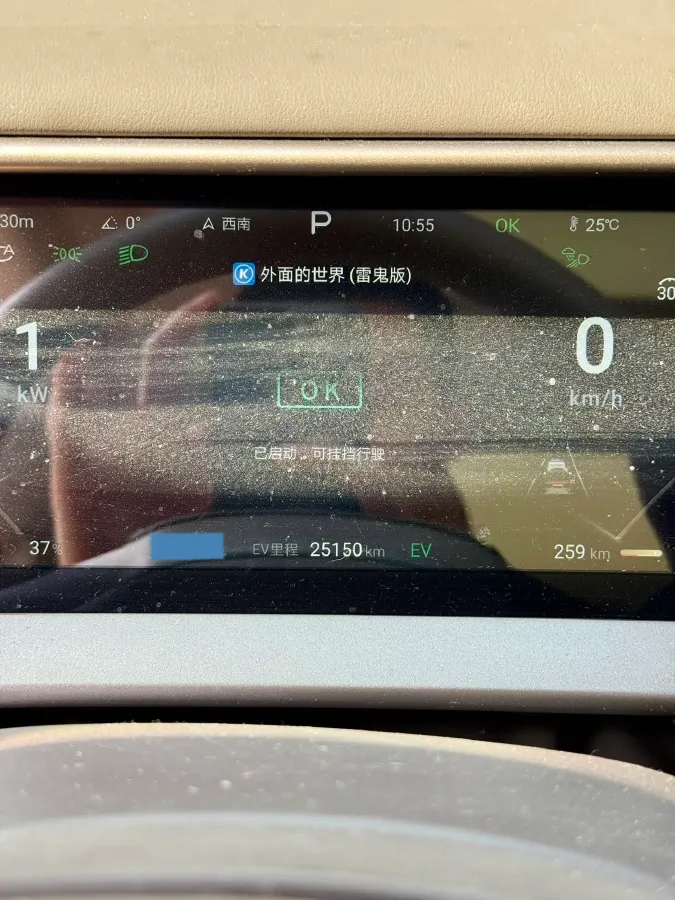 30m 0° 西南 P 10:55 OK 25℃
A
K 外面的世界 (雷鬼版)
30
1 0
kW km/h
OK
已启动，可挂挡行驶
37% EV里程 25150 km EV 259 km